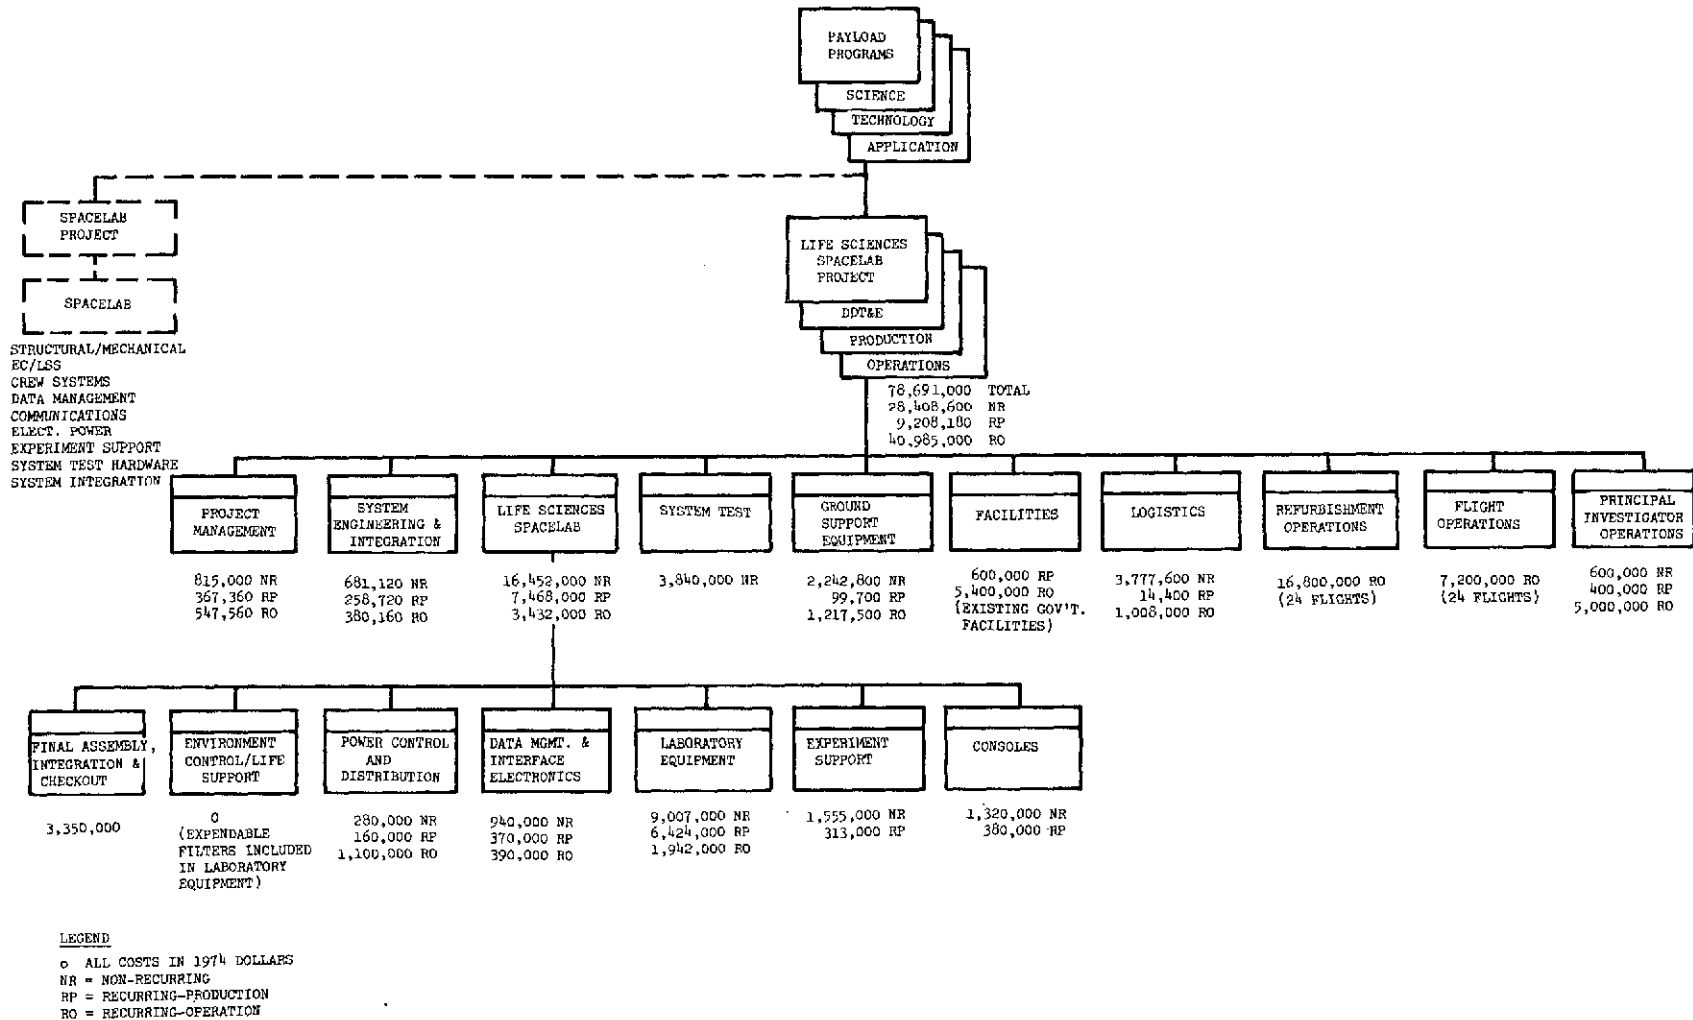 PAYLOAD
PROGRAMS
SCIENCE
TECHNOLOGY
APPLICATION
SPACELAB
PROJECT
SPACELAB
STRUCTURAL/MECHANICAL
EC/LSS
CREW SYSTEMS
DATA MANAGEMENT
COMMUNICATIONS
ELECT. POWER
EXPERIMENT SUPPORT
SYSTEM TEST HARDWARE
SYSTEM INTEGRATION
LIFE SCIENCES
SPACELAB
PROJECT
DDT&E
PRODUCTION
OPERATIONS
78,691,000 TOTAL
28,408,600 NR
9,208,180 RP
40,985,000 RO
PROJECT
MANAGEMENT
815,000 NR
367,360 RP
547,560 RO
SYSTEM
ENGINEERING &
INTEGRATION
681,120 NR
258,720 RP
380,160 RO
LIFE SCIENCES
SPACELAB
16,452,000 NR
7,468,000 RP
3,432,000 RO
SYSTEM TEST
3,840,000 NR
GROUND
SUPPORT
EQUIPMENT
2,242,800 NR
99,700 RP
1,217,500 RO
FACILITIES
600,000 RP
5,400,000 RO
(EXISTING GOV'T.
FACILITIES)
LOGISTICS
3,777,600 NR
14,400 RP
1,008,000 RO
REFURBISHMENT
OPERATIONS
16,800,000 RO
(24 FLIGHTS)
FLIGHT
OPERATIONS
7,200,000 RO
(24 FLIGHTS)
PRINCIPAL
INVESTIGATOR
OPERATIONS
600,000 NR
400,000 RP
5,000,000 RO
FINAL ASSEMBLY,
INTEGRATION &
CHECKOUT
3,350,000
ENVIRONMENT
CONTROL/LIFE
SUPPORT
0
(EXPENDABLE
FILTERS INCLUDED
IN LABORATORY
EQUIPMENT)
POWER CONTROL
AND
DISTRIBUTION
280,000 NR
160,000 RP
1,100,000 RO
DATA MGMT. &
INTERFACE
ELECTRONICS
940,000 NR
370,000 RP
390,000 RO
LABORATORY
EQUIPMENT
9,007,000 NR
6,424,000 RP
1,942,000 RO
EXPERIMENT
SUPPORT
1,555,000 NR
313,000 RP
CONSOLES
1,320,000 NR
380,000 RP
LEGEND
o ALL COSTS IN 1974 DOLLARS
NR = NON-RECURRING
RP = RECURRING-PRODUCTION
RO = RECURRING-OPERATION